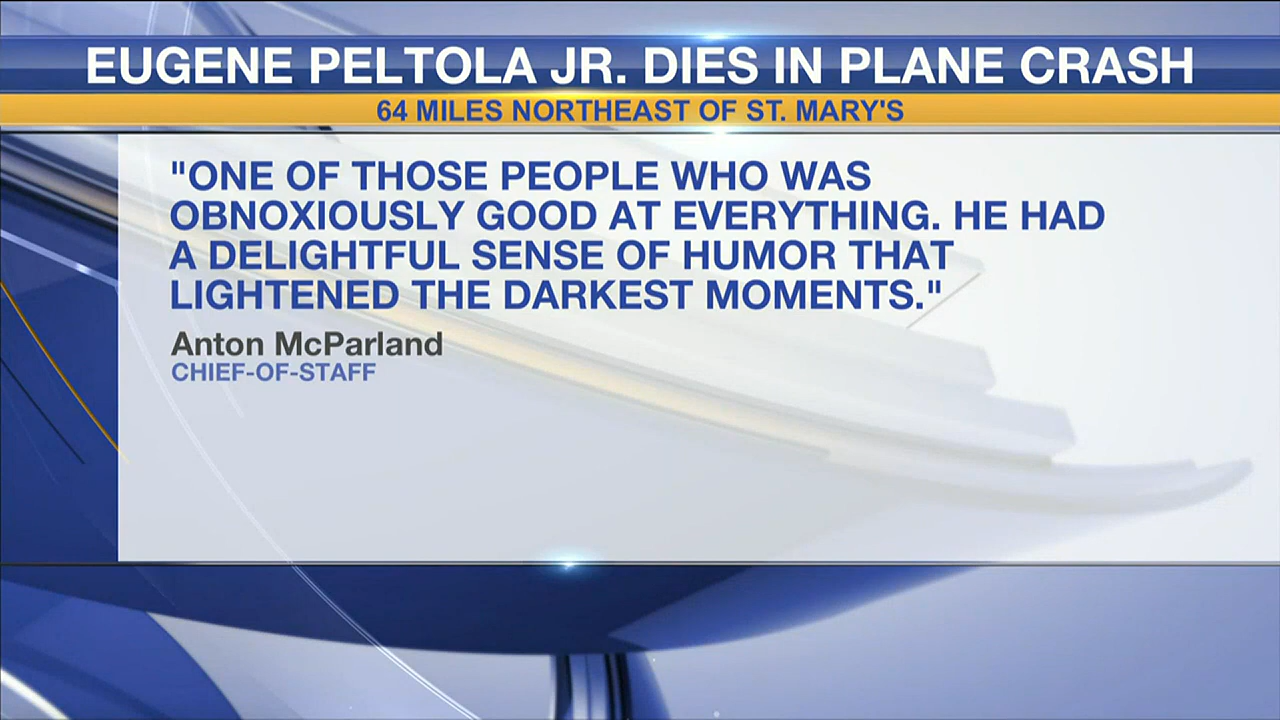 EUGENE PELTOLA JR. DIES IN PLANE CRASH
64 MILES NORTHEAST OF ST. MARY'S
"ONE OF THOSE PEOPLE WHO WAS
OBNOXIOUSLY GOOD AT EVERYTHING. HE HAD
A DELIGHTFUL SENSE OF HUMOR THAT
LIGHTENED THE DARKEST MOMENTS."
Anton McParland
CHIEF-OF-STAFF